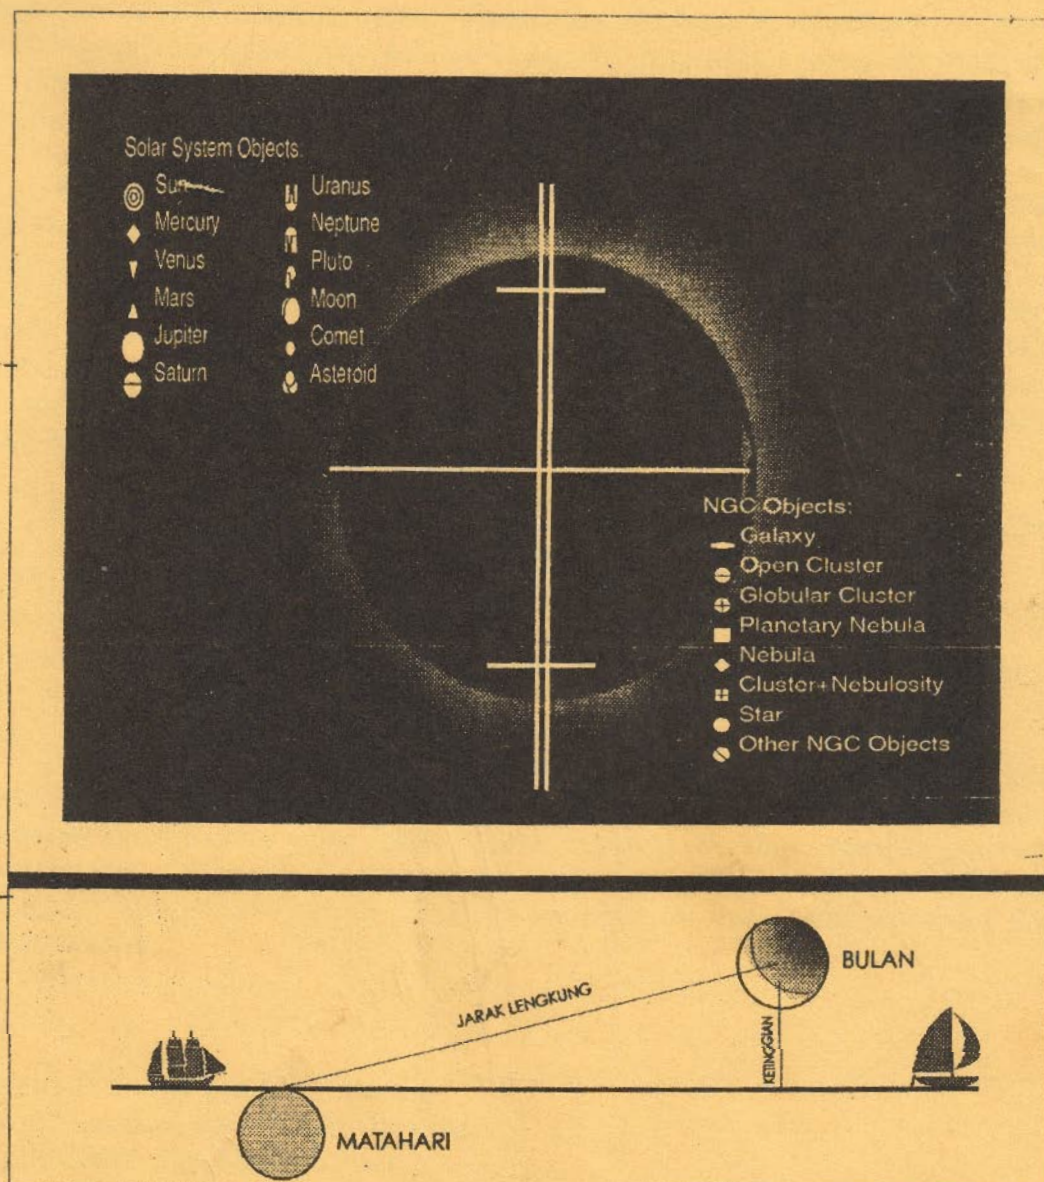 Solar System Objects
Sun
Mercury
Venus
Mars
Jupiter
Saturn
Uranus
Neptune
Pluto
Moon
Comet
Asteroid
NGC Objects:
Galaxy
Open Cluster
Globular Cluster
Planetary Nebula
Nebula
Cluster+Nebulosity
Star
Other NGC Objects
BULAN
JARAK LENGKUNG
KETINGGIAN
MATAHARI